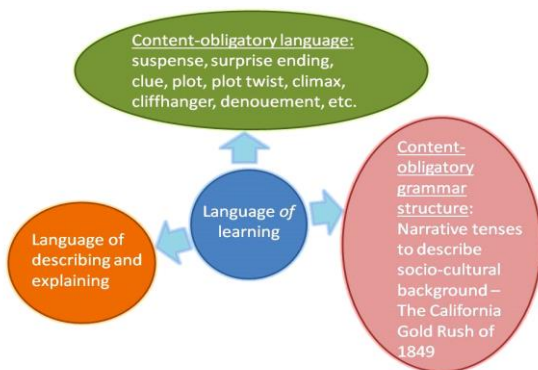 Content-obligatory language:
suspense, surprise ending,
clue, plot, plot twist, climax,
cliffhanger, denouement, etc.
Language of
learning
Language of
describing and
explaining
Content-
obligatory
grammar
structure:
Narrative tenses
to describe
socio-cultural
background –
The California
Gold Rush of
1849